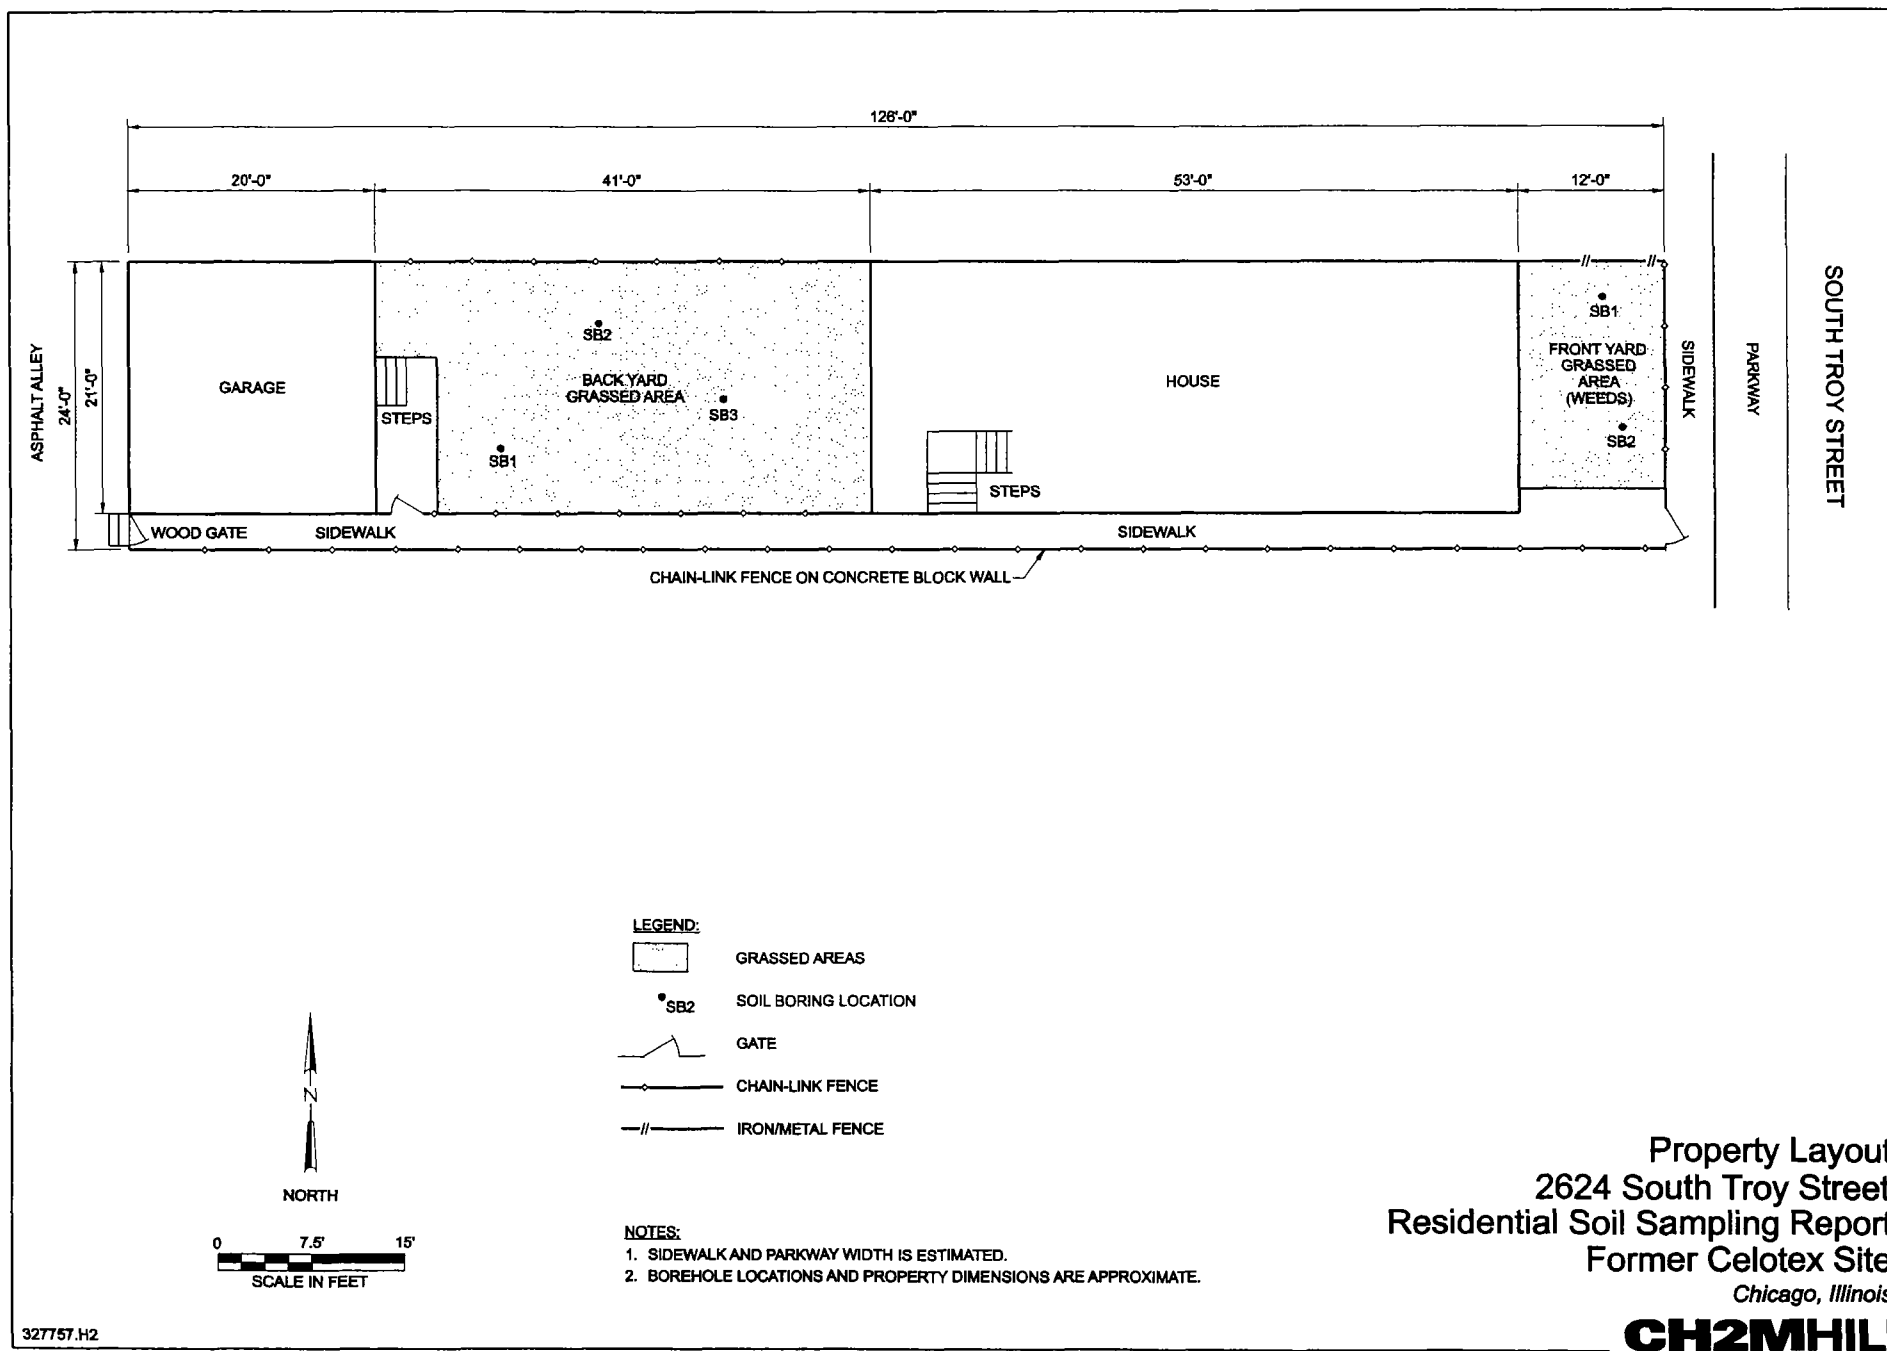 126'-0"
20'-0"
41'-0"
53'-0"
12'-0"
ASPHALT ALLEY
24'-0"
21'-0"
GARAGE
STEPS
SB2
BACK YARD
GRASSED AREA
SB3
SB1
HOUSE
STEPS
SB1
FRONT YARD
GRASSED
AREA
(WEEDS)
SB2
SIDEWALK
PARKWAY
SOUTH TROY STREET
WOOD GATE
SIDEWALK
SIDEWALK
CHAIN-LINK FENCE ON CONCRETE BLOCK WALL
LEGEND:
GRASSED AREAS
SB2
SOIL BORING LOCATION
GATE
CHAIN-LINK FENCE
IRON/METAL FENCE
N
NORTH
0 7.5' 15'
SCALE IN FEET
NOTES:
1. SIDEWALK AND PARKWAY WIDTH IS ESTIMATED.
2. BOREHOLE LOCATIONS AND PROPERTY DIMENSIONS ARE APPROXIMATE.
Property Layout
2624 South Troy Street
Residential Soil Sampling Report
Former Celotex Site
Chicago, Illinois
CH2MHILL
327757.H2